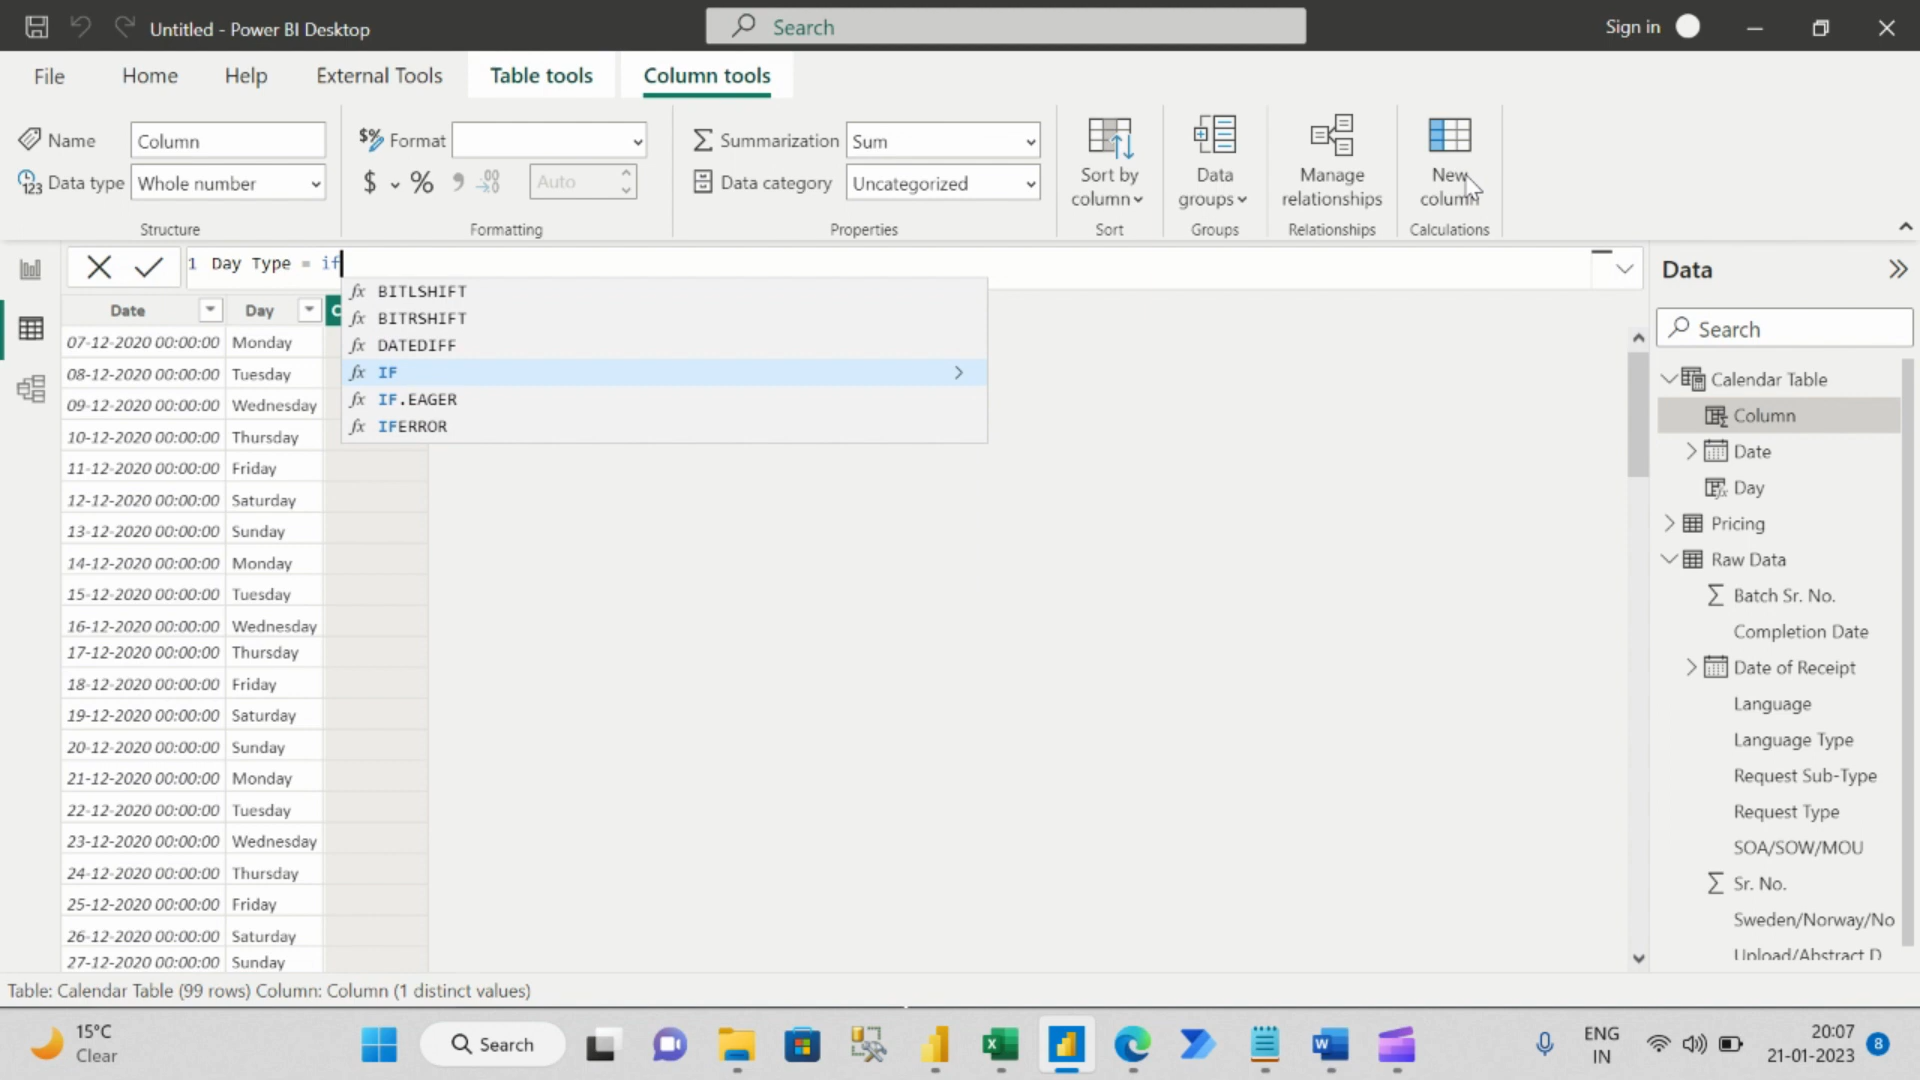 Untitled - Power BI Desktop
Search
Sign in
File
Home
Help
External Tools
Table tools
Column tools
Name
Column
Data type
Whole number
Structure
Format
$ %
Auto
Formatting
Summarization
Sum
Data category
Uncategorized
Properties
Sort by
column
Sort
Data
groups
Groups
Manage
relationships
Relationships
New
column
Calculations
1 Day Type = if
fx BITLSHIFT
fx BITRSHIFT
fx DATEDIFF
fx IF
fx IF.EAGER
fx IFERROR
Date Day
07-12-2020 00:00:00 Monday
08-12-2020 00:00:00 Tuesday
09-12-2020 00:00:00 Wednesday
10-12-2020 00:00:00 Thursday
11-12-2020 00:00:00 Friday
12-12-2020 00:00:00 Saturday
13-12-2020 00:00:00 Sunday
14-12-2020 00:00:00 Monday
15-12-2020 00:00:00 Tuesday
16-12-2020 00:00:00 Wednesday
17-12-2020 00:00:00 Thursday
18-12-2020 00:00:00 Friday
19-12-2020 00:00:00 Saturday
20-12-2020 00:00:00 Sunday
21-12-2020 00:00:00 Monday
22-12-2020 00:00:00 Tuesday
23-12-2020 00:00:00 Wednesday
24-12-2020 00:00:00 Thursday
25-12-2020 00:00:00 Friday
26-12-2020 00:00:00 Saturday
27-12-2020 00:00:00 Sunday
Data
Search
Calendar Table
Column
Date
Day
Pricing
Raw Data
Batch Sr. No.
Completion Date
Date of Receipt
Language
Language Type
Request Sub-Type
Request Type
SOA/SOW/MOU
Sr. No.
Sweden/Norway/No
Upload/Abstract D
Table: Calendar Table (99 rows) Column: Column (1 distinct values)
15°C
Clear
Search
ENG
IN
20:07
21-01-2023
8